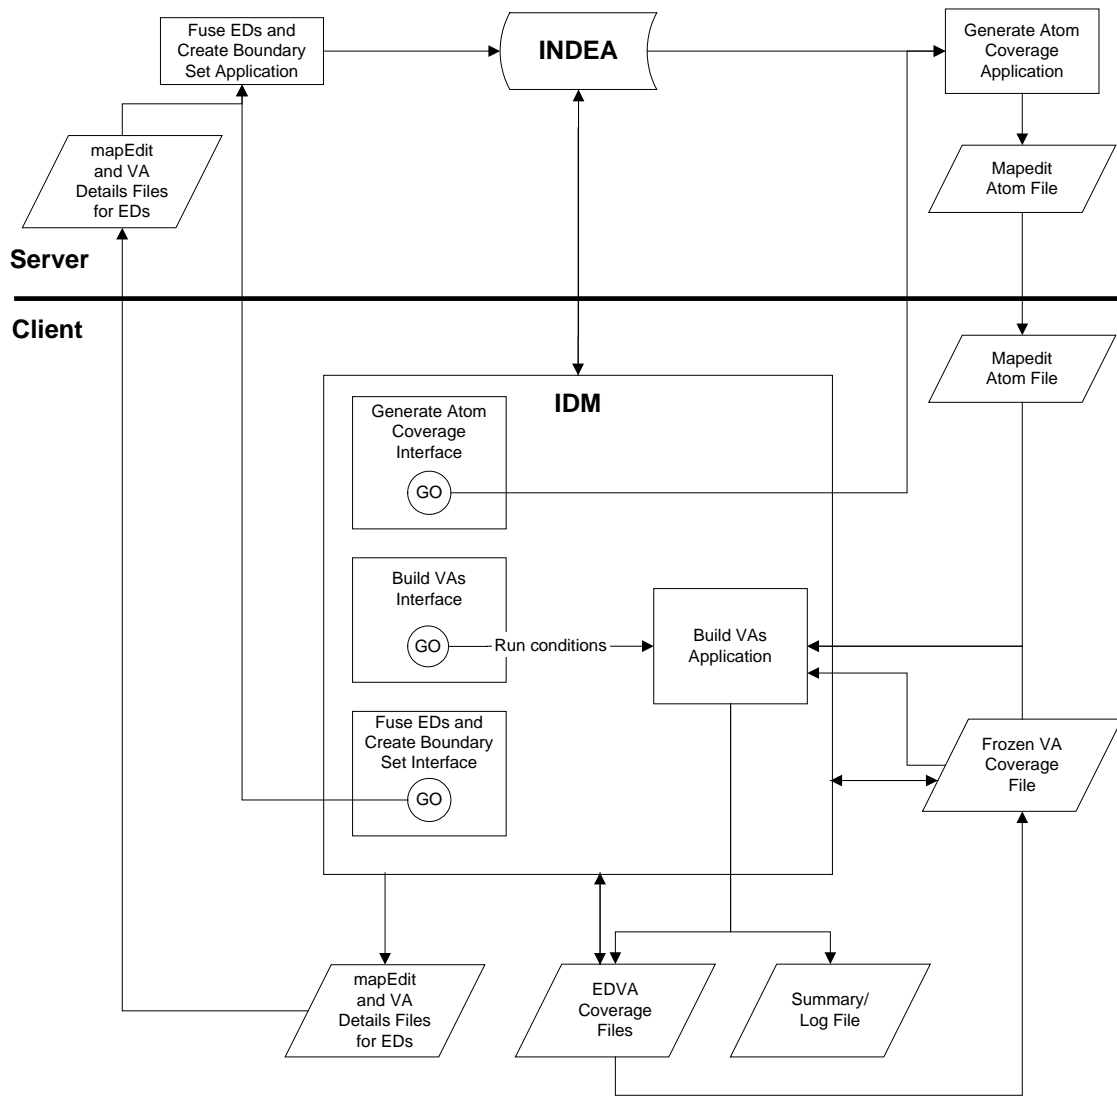 Fuse EDs and
Create Boundary
Set Application
INDEA
Generate Atom
Coverage
Application
mapEdit
and VA
Details Files
for EDs
Mapedit
Atom File
Server
Client
Mapedit
Atom File
IDM
Generate Atom
Coverage
Interface
GO
Build VAs
Interface
GO
Run conditions
Build VAs
Application
Fuse EDs and
Create Boundary
Set Interface
GO
Frozen VA
Coverage
File
mapEdit
and VA
Details Files
for EDs
EDVA
Coverage
Files
Summary/
Log File